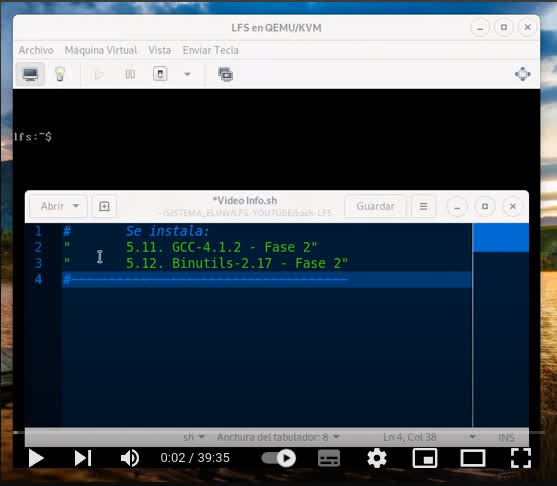 LFS en QEMU/KVM
Archivo Máquina Virtual Vista Enviar Tecla
lfs:~$
Abrir
*Video Info.sh
~/SISTEMA_ELINV/LFS-YOUTUBE/bash-LFS
Guardar
1 # Se instala:
2 " 5.11. GCC-4.1.2 - Fase 2"
3 " 5.12. Binutils-2.17 - Fase 2"
4 #-----------------------------------
sh Anchura del tabulador: 8 Ln 4, Col 38 INS
0:02 / 39:35